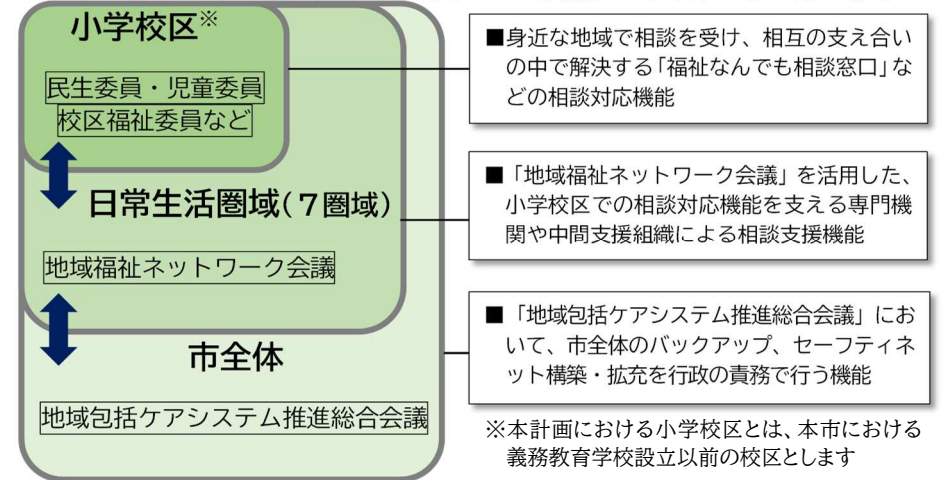 小学校区※
民生委員・児童委員
校区福祉委員など
日常生活圏域(7圏域)
地域福祉ネットワーク会議
市全体
地域包括ケアシステム推進総合会議
■身近な地域で相談を受け、相互の支え合い
の中で解決する「福祉なんでも相談窓口」な
どの相談対応機能
■「地域福祉ネットワーク会議」を活用した、
小学校区での相談対応機能を支える専門機
関や中間支援組織による相談支援機能
■「地域包括ケアシステム推進総合会議」にお
いて、市全体のバックアップ、セーフティネ
ット構築・拡充を行政の責務で行う機能
※本計画における小学校区とは、本市における
義務教育学校設立以前の校区とします